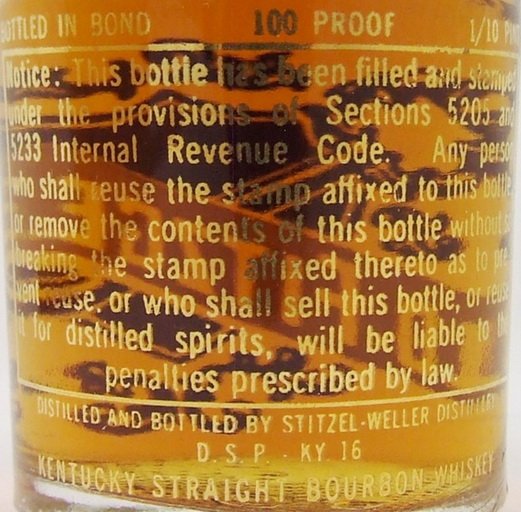 BOTTLED IN BOND 100 PROOF 1/10 PINT
Notice: This bottle has been filled and stamped
under the provisions of Sections 5205 and
5233 Internal Revenue Code. Any person
who shall reuse the stamp affixed to this bottle,
or remove the contents of this bottle without so
breaking the stamp affixed thereto as to pre-
vent reuse, or who shall sell this bottle, or reuse
it for distilled spirits, will be liable to the
penalties prescribed by law.
DISTILLED AND BOTTLED BY STITZEL-WELLER DISTILLERY
D.S.P - KY 16
KENTUCKY STRAIGHT BOURBON WHISKEY